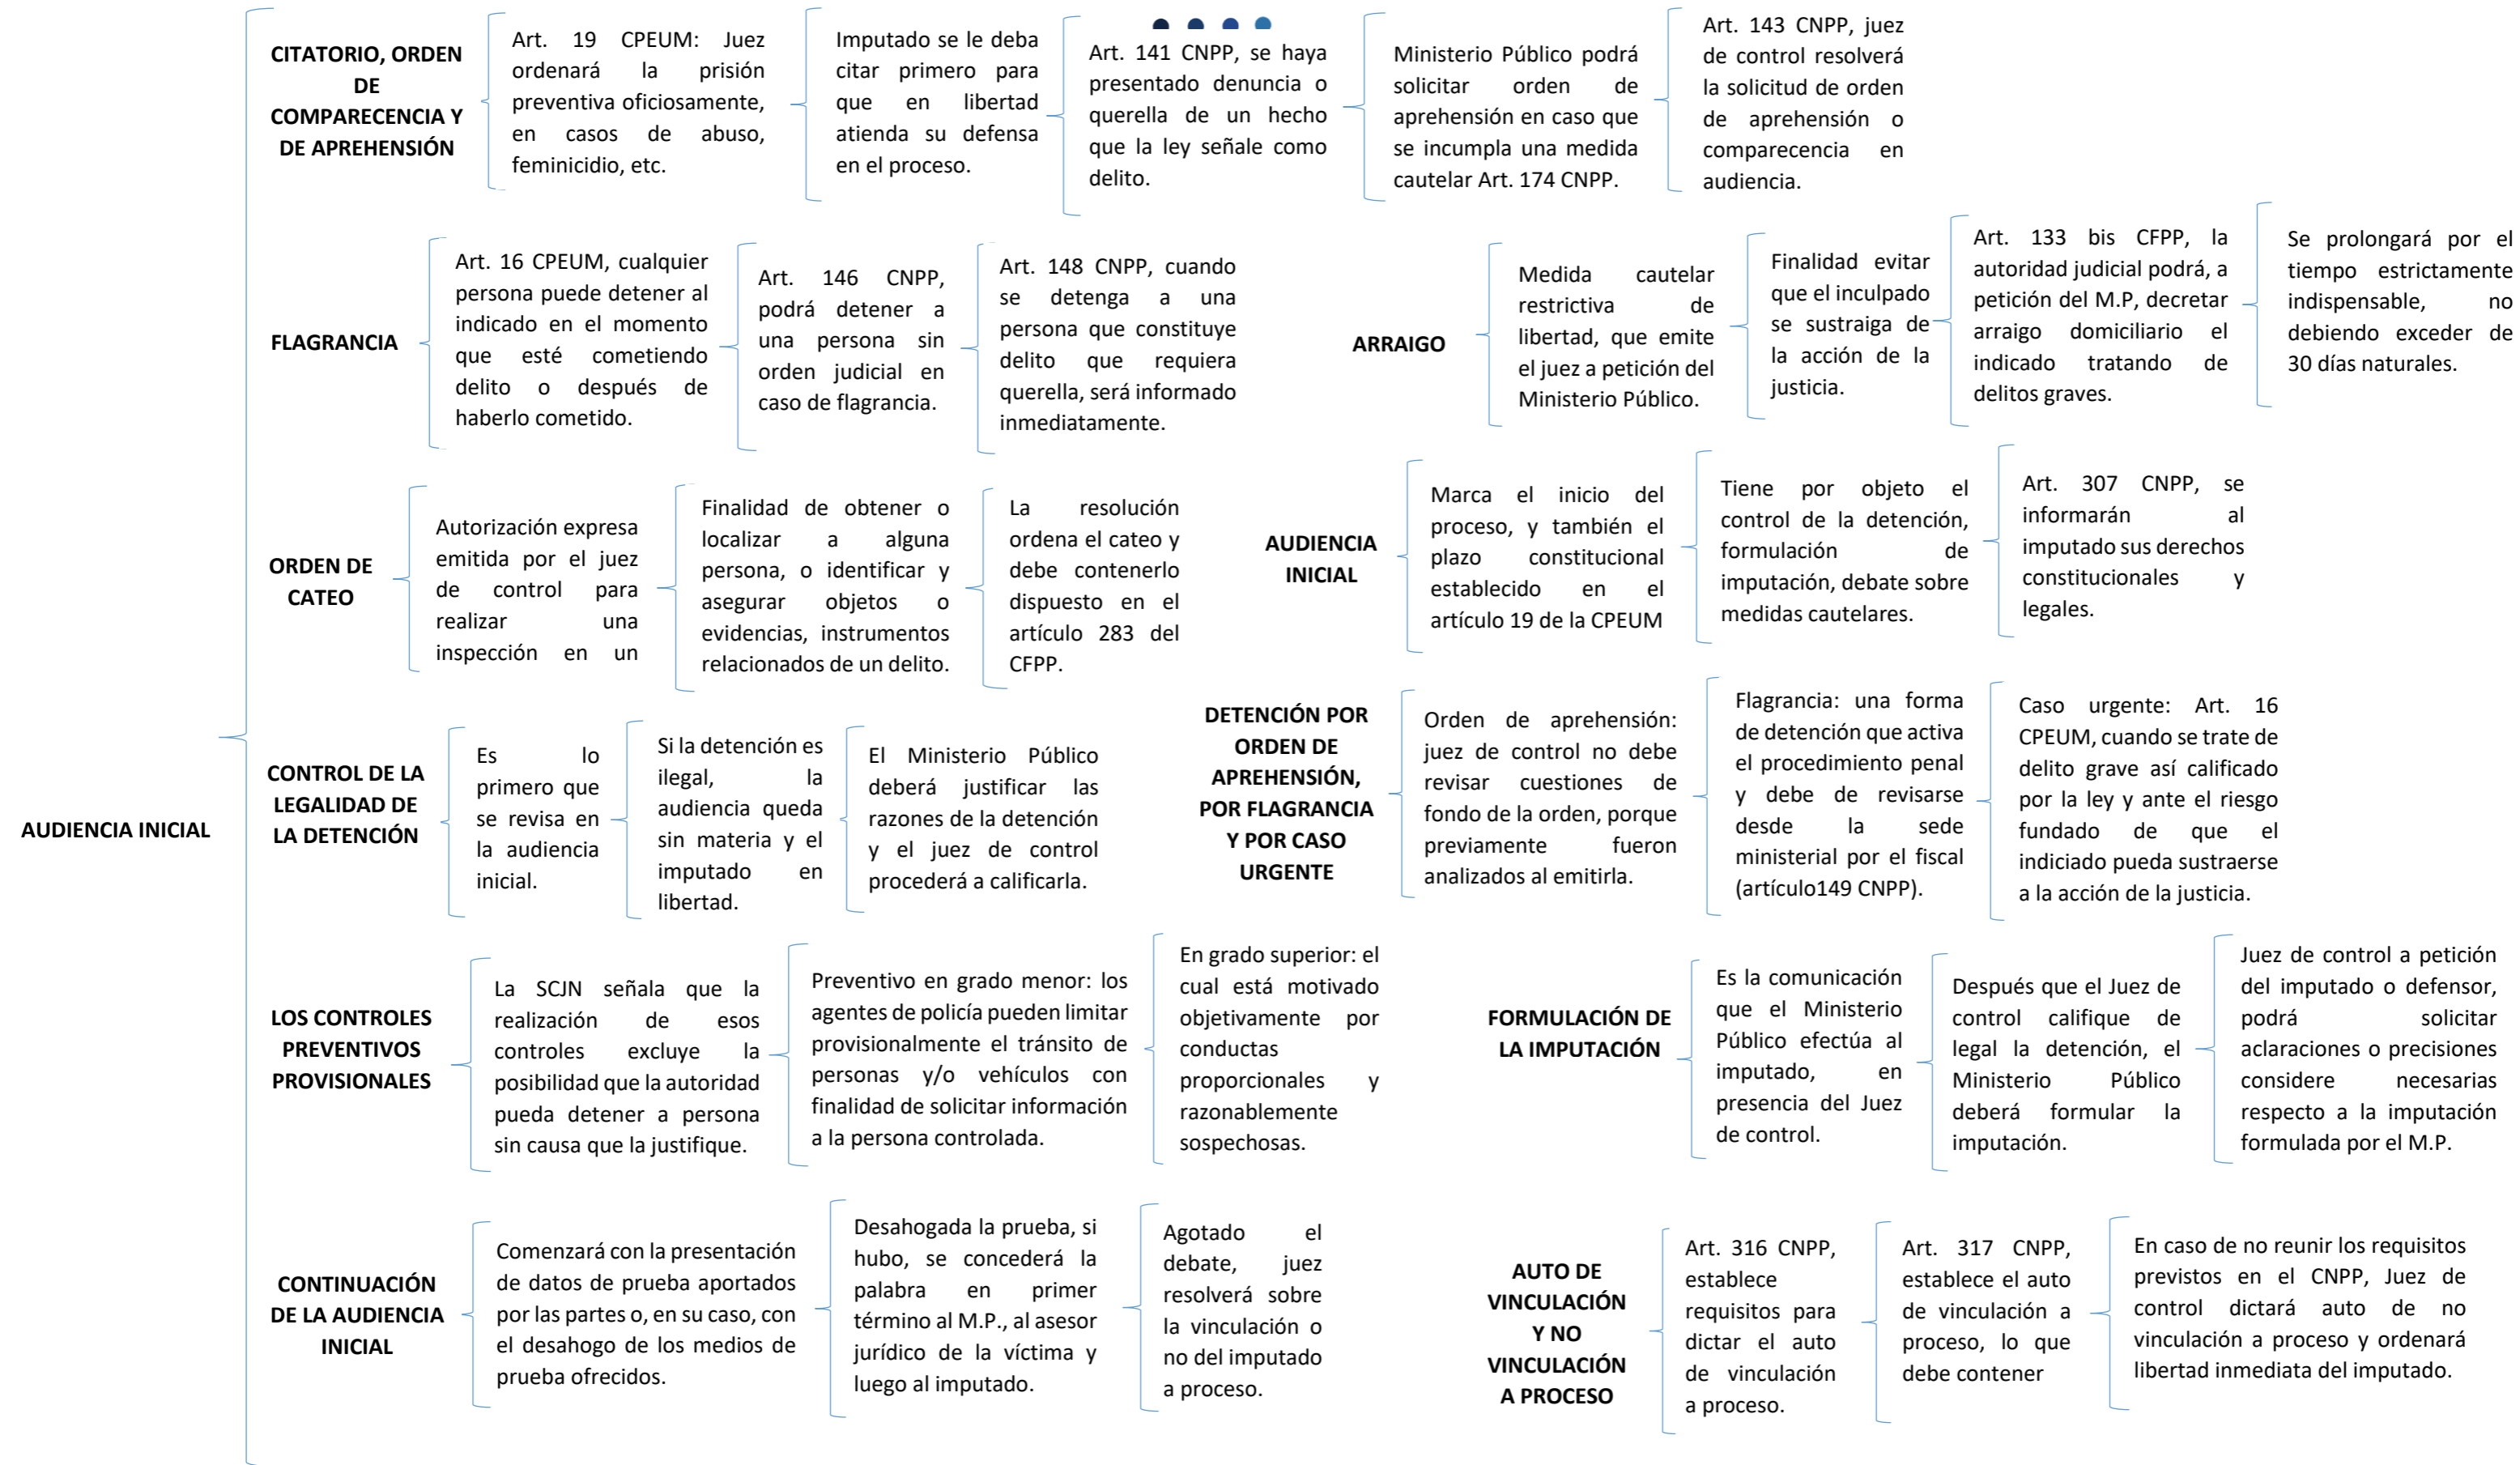 AUDIENCIA INICIAL
CITATORIO, ORDEN
DE
COMPARECENCIA Y
DE APREHENSIÓN
Art. 19 CPEUM: Juez
ordenará la prisión
preventiva oficiosamente,
en casos de abuso,
feminicidio, etc.
Imputado se le deba
citar primero para
que en libertad
atienda su defensa
en el proceso.
Art. 141 CNPP, se haya
presentado denuncia o
querella de un hecho
que la ley señale como
delito.
Ministerio Público podrá
solicitar orden de
aprehensión en caso que
se incumpla una medida
cautelar Art. 174 CNPP.
Art. 143 CNPP, juez
de control resolverá
la solicitud de orden
de aprehensión o
comparecencia en
audiencia.
FLAGRANCIA
Art. 16 CPEUM, cualquier
persona puede detener al
indicado en el momento
que esté cometiendo
delito o después de
haberlo cometido.
Art. 146 CNPP,
podrá detener a
una persona sin
orden judicial en
caso de flagrancia.
Art. 148 CNPP, cuando
se detenga a una
persona que constituye
delito que requiera
querella, será informado
inmediatamente.
ARRAIGO
Medida cautelar
restrictiva de
libertad, que emite
el juez a petición del
Ministerio Público.
Finalidad evitar
que el inculpado
se sustraiga de
la acción de la
justicia.
Art. 133 bis CFPP, la
autoridad judicial podrá, a
petición del M.P, decretar
arraigo domiciliario el
indicado tratando de
delitos graves.
Se prolongará por el
tiempo estrictamente
indispensable, no
debiendo exceder de
30 días naturales.
ORDEN DE
CATEO
Autorización expresa
emitida por el juez
de control para
realizar una
inspección en un
Finalidad de obtener o
localizar a alguna
persona, o identificar y
asegurar objetos o
evidencias, instrumentos
relacionados de un delito.
La resolución
ordena el cateo y
debe contenerlo
dispuesto en el
artículo 283 del
CFPP.
AUDIENCIA
INICIAL
Marca el inicio del
proceso, y también el
plazo constitucional
establecido en el
artículo 19 de la CPEUM
Tiene por objeto el
control de la detención,
formulación de
imputación, debate sobre
medidas cautelares.
Art. 307 CNPP, se
informarán al
imputado sus derechos
constitucionales y
legales.
CONTROL DE LA
LEGALIDAD DE
LA DETENCIÓN
Es lo
primero que
se revisa en
la audiencia
inicial.
Si la detención es
ilegal, la
audiencia queda
sin materia y el
imputado en
libertad.
El Ministerio Público
deberá justificar las
razones de la detención
y el juez de control
procederá a calificarla.
DETENCIÓN POR
ORDEN DE
APREHENSIÓN,
POR FLAGRANCIA
Y POR CASO
URGENTE
Orden de aprehensión:
juez de control no debe
revisar cuestiones de
fondo de la orden, porque
previamente fueron
analizados al emitirla.
Flagrancia: una forma
de detención que activa
el procedimiento penal
y debe de revisarse
desde la sede
ministerial por el fiscal
(artículo149 CNPP).
Caso urgente: Art. 16
CPEUM, cuando se trate de
delito grave así calificado
por la ley y ante el riesgo
fundado de que el
indiciado pueda sustraerse
a la acción de la justicia.
LOS CONTROLES
PREVENTIVOS
PROVISIONALES
La SCJN señala que la
realización de esos
controles excluye la
posibilidad que la autoridad
pueda detener a persona
sin causa que la justifique.
Preventivo en grado menor: los
agentes de policía pueden limitar
provisionalmente el tránsito de
personas y/o vehículos con
finalidad de solicitar información
a la persona controlada.
En grado superior: el
cual está motivado
objetivamente por
conductas
proporcionales y
razonablemente
sospechosas.
FORMULACIÓN DE
LA IMPUTACIÓN
Es la comunicación
que el Ministerio
Público efectúa al
imputado, en
presencia del Juez
de control.
Después que el Juez de
control califique de
legal la detención, el
Ministerio Público
deberá formular la
imputación.
Juez de control a petición
del imputado o defensor,
podrá solicitar
aclaraciones o precisiones
considere necesarias
respecto a la imputación
formulada por el M.P.
CONTINUACIÓN
DE LA AUDIENCIA
INICIAL
Comenzará con la presentación
de datos de prueba aportados
por las partes o, en su caso, con
el desahogo de los medios de
prueba ofrecidos.
Desahogada la prueba, si
hubo, se concederá la
palabra en primer
término al M.P., al asesor
jurídico de la víctima y
luego al imputado.
Agotado el
debate, juez
resolverá sobre
la vinculación o
no del imputado
a proceso.
AUTO DE
VINCULACIÓN
Y NO
VINCULACIÓN
A PROCESO
Art. 316 CNPP,
establece
requisitos para
dictar el auto
de vinculación
a proceso.
Art. 317 CNPP,
establece el auto
de vinculación a
proceso, lo que
debe contener
En caso de no reunir los requisitos
previstos en el CNPP, Juez de
control dictará auto de no
vinculación a proceso y ordenará
libertad inmediata del imputado.